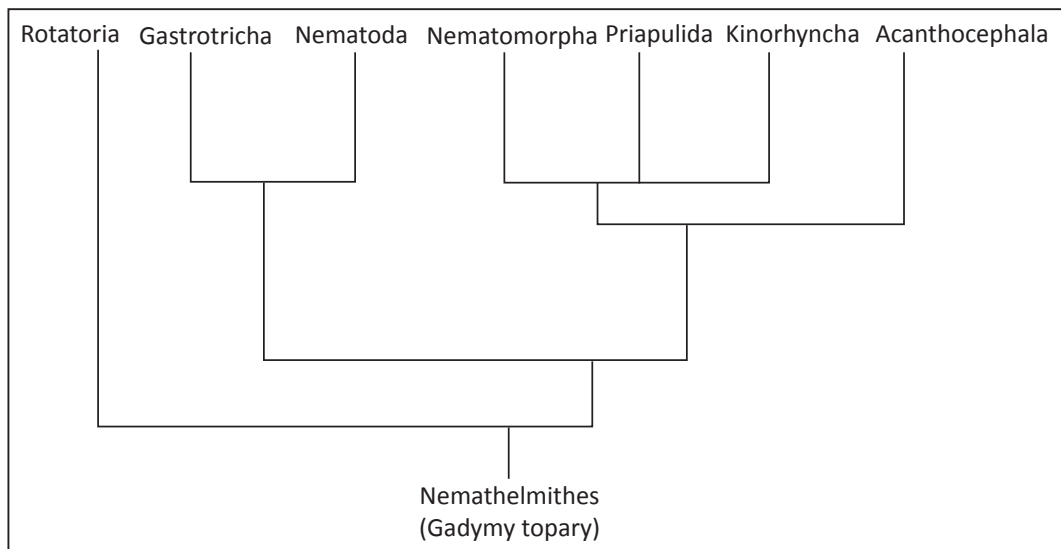 Rotatoria Gastrotricha Nematoda Nematomorpha Priapulida Kinorhyncha Acanthocephala
Nemathelmithes
(Gadymy topary)